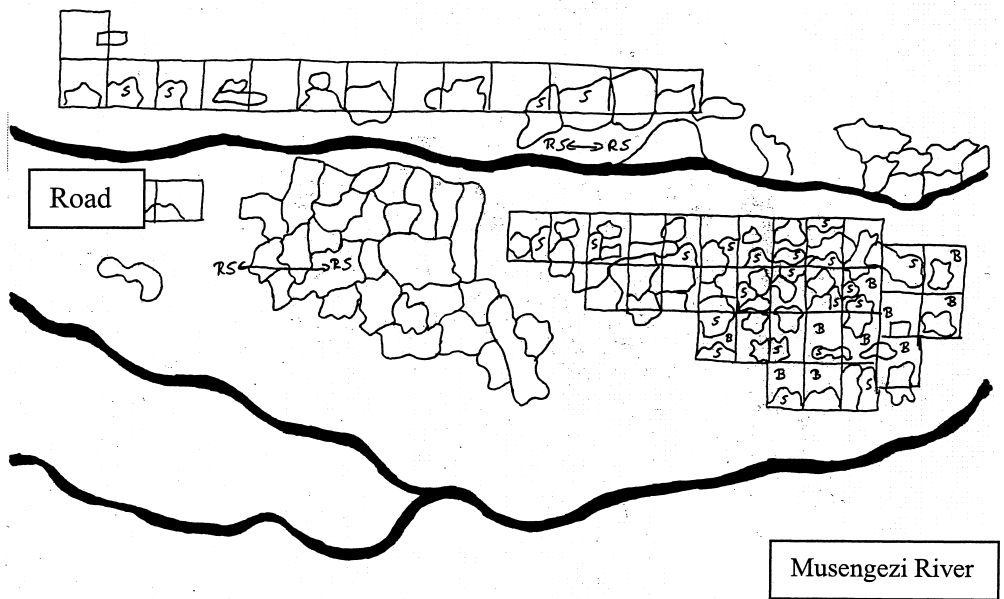 S S S S
RS ↔ RS
Road
S
S S S S B
S S S S S
RS ↔ RS
S B
S S
S S B
B
S B
B B B
S S S
B B
S
S
Musengezi River